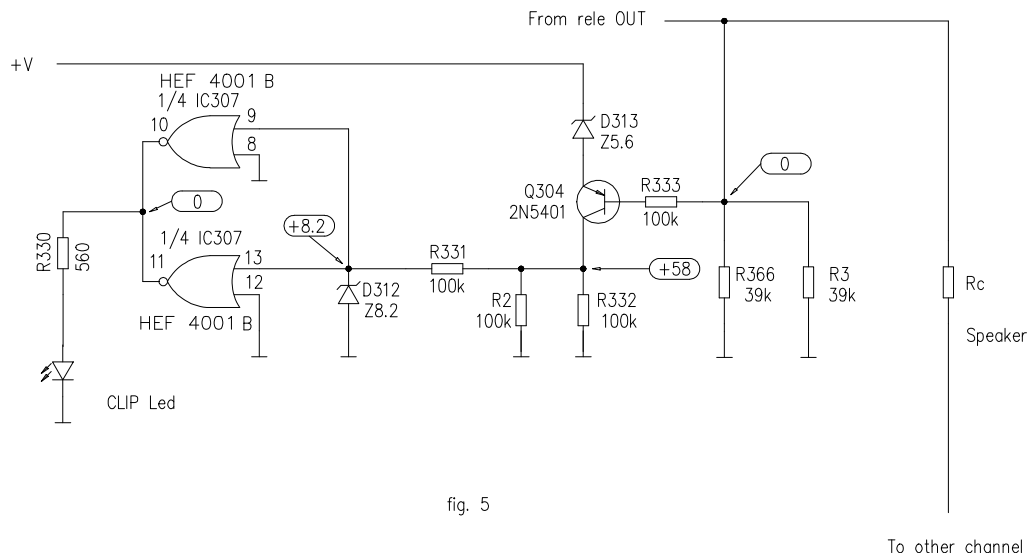 From rele OUT
+V
HEF 4001 B
1/4 IC307
10
9
8
D313
Z5.6
0
Q304
2N5401
R333
100k
0
R330
560
1/4 IC307
11
13
12
HEF 4001 B
+8.2
R331
100k
+58
D312
Z8.2
R2
100k
R332
100k
R366
39k
R3
39k
Rc
Speaker
CLIP Led
fig. 5
To other channel